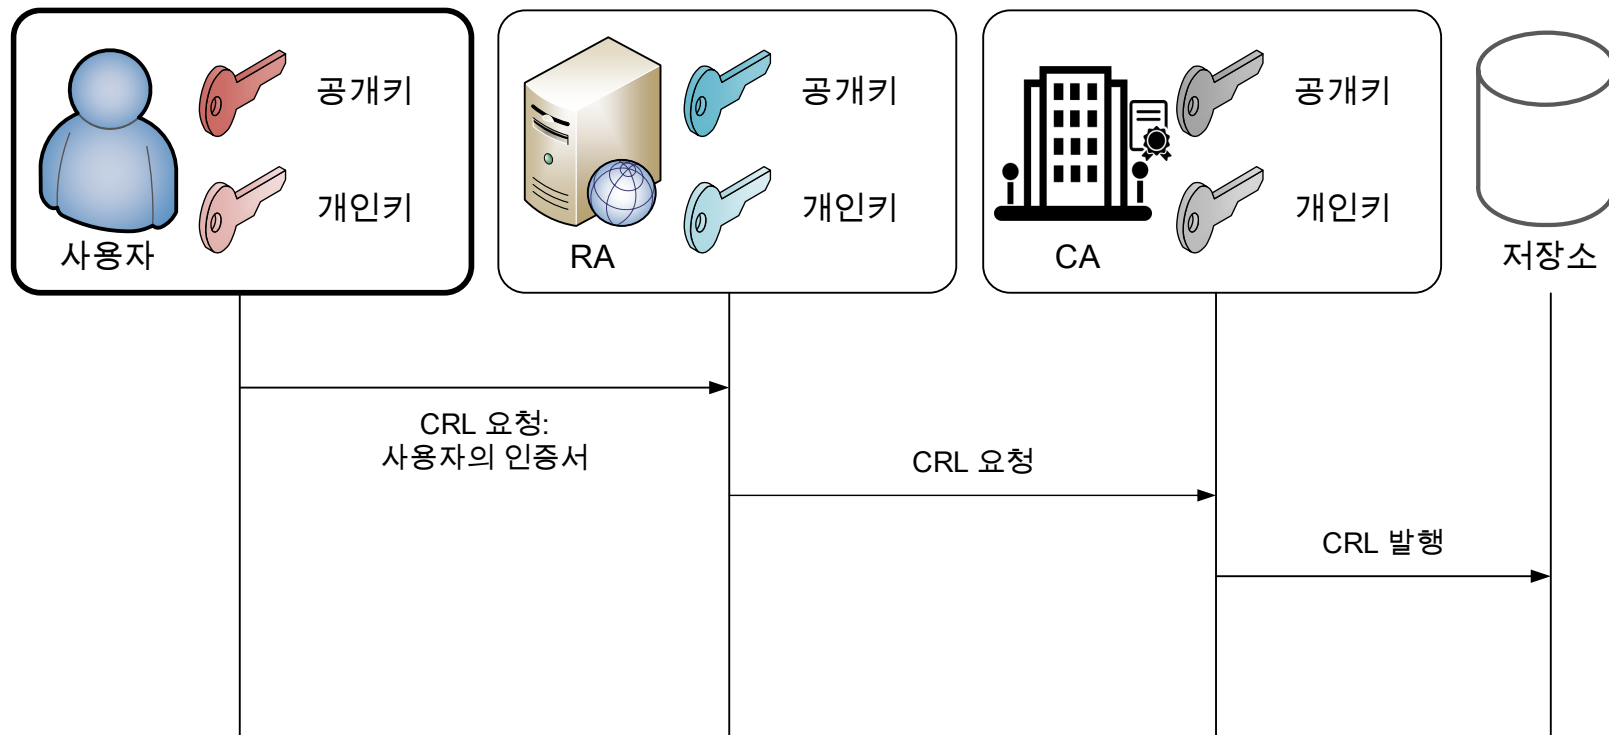 공개키
개인키
사용자
공개키
개인키
RA
공개키
개인키
CA
저장소
CRL 요청:
사용자의 인증서
CRL 요청
CRL 발행